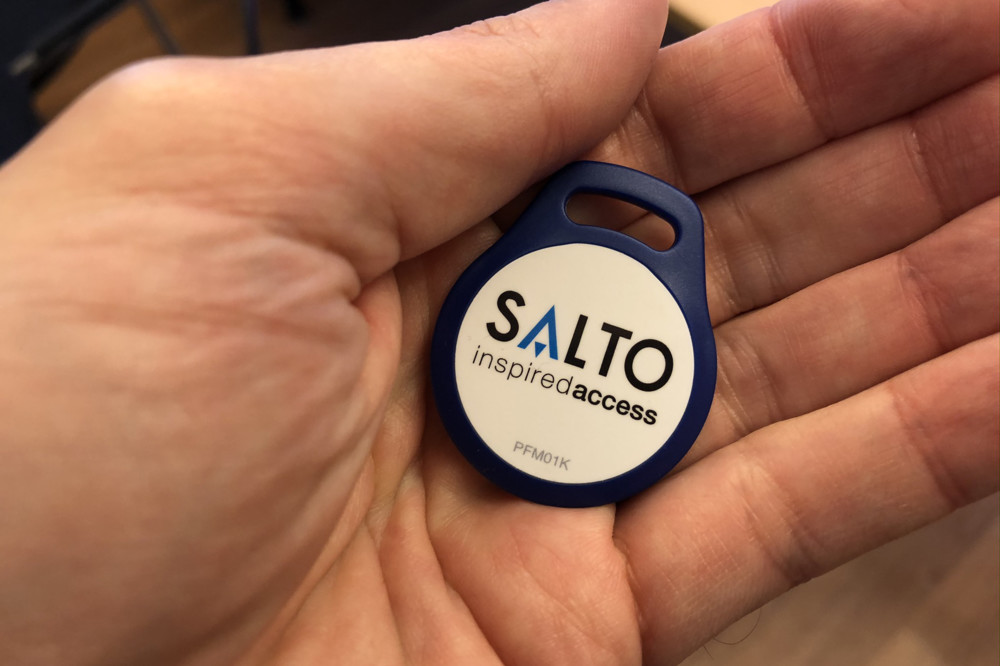 SALTO
inspiredaccess
PFM01K